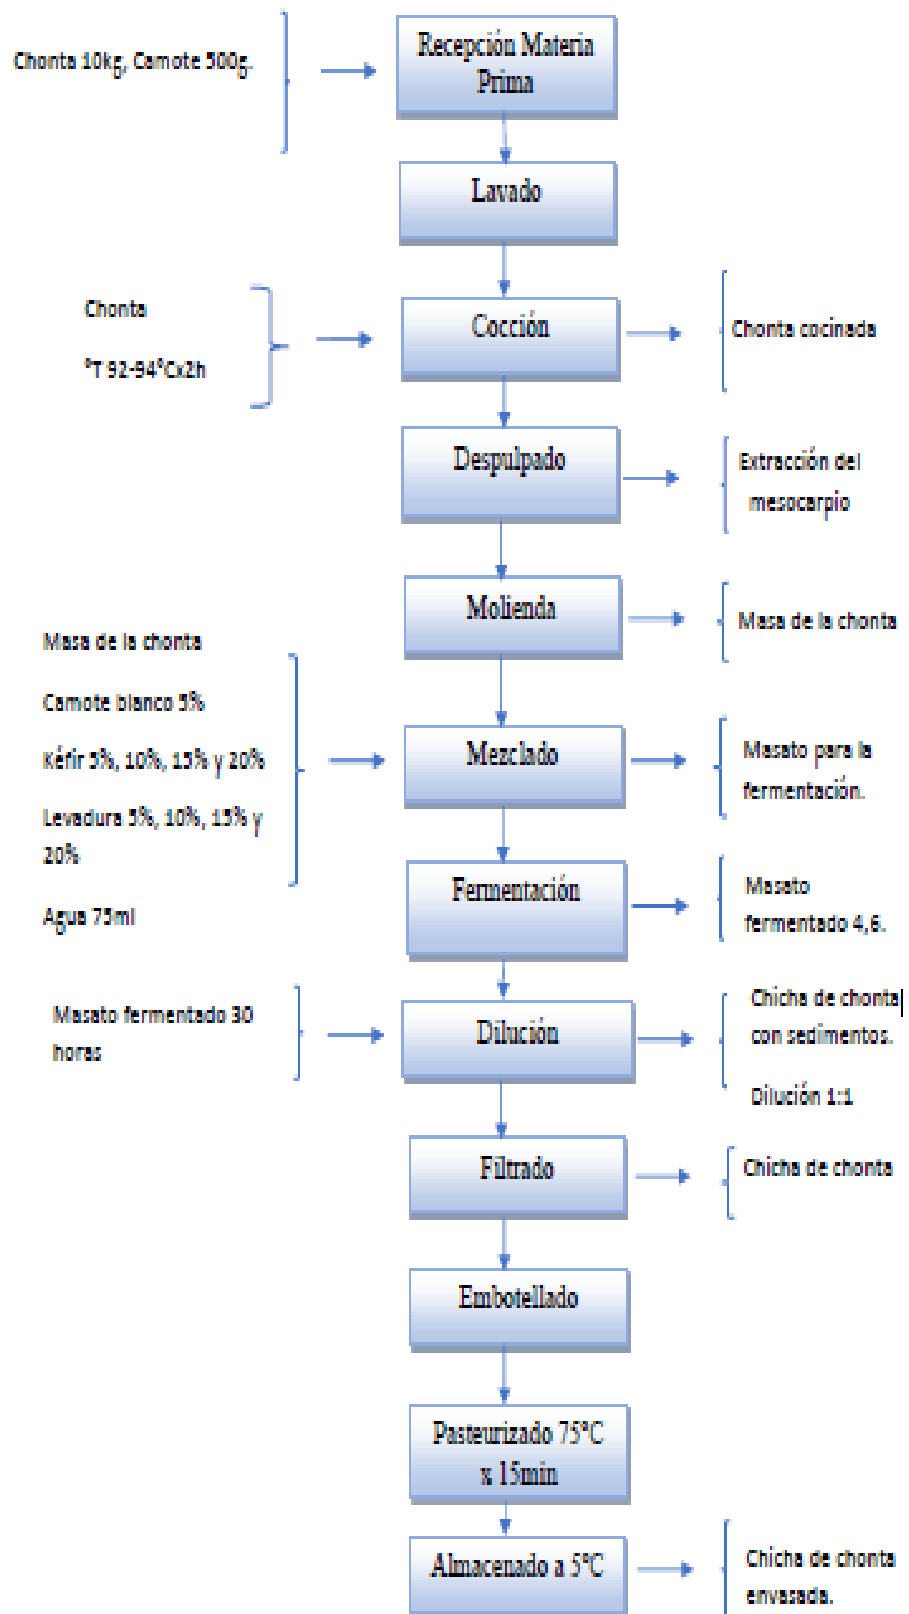 Chonta 10kg, Camote 500g.
Recepción Materia
Prima
Lavado
Chonta
°T 92-94°Cx2h
Cocción
Chonta cocinada
Despulpado
Extracción del
mesocarpio
Molienda
Masa de la chonta
Masa de la chonta
Camote blanco 5%
Kéfir 5%, 10%, 15% y 20%
Levadura 5%, 10%, 15% y
20%
Agua 75ml
Mezclado
Masato para la
fermentación.
Fermentación
Masato
fermentado 4,6.
Masato fermentado 30
horas
Dilución
Chicha de chonta
con sedimentos.
Dilución 1:1
Filtrado
Chicha de chonta
Embotellado
Pasteurizado 75°C
x 15min
Almacenado a 5°C
Chicha de chonta
envasada.